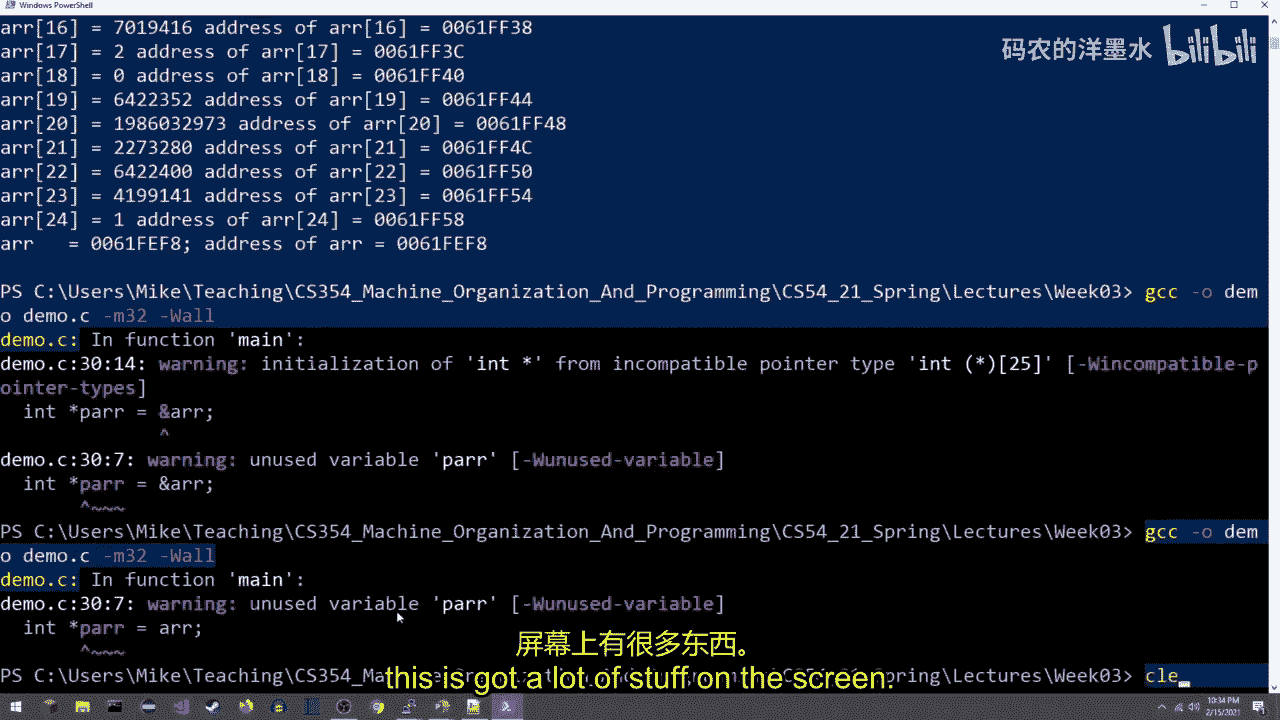 Windows PowerShell
arr[16] = 7019416 address of arr[16] = 0061FF38
码农的洋墨水 bilibili
arr[17] = 2 address of arr[17] = 0061FF3C
arr[18] = 0 address of arr[18] = 0061FF40
arr[19] = 6422352 address of arr[19] = 0061FF44
arr[20] = 1986032973 address of arr[20] = 0061FF48
arr[21] = 2273280 address of arr[21] = 0061FF4C
arr[22] = 6422400 address of arr[22] = 0061FF50
arr[23] = 4199141 address of arr[23] = 0061FF54
arr[24] = 1 address of arr[24] = 0061FF58
arr   = 0061FEF8; address of arr = 0061FEF8
PS C:\Users\Mike\Teaching\CS354_Machine_Organization_And_Programming\CS54_21_Spring\Lectures\Week03> gcc -o dem
o demo.c -m32 -Wall
demo.c: In function 'main':
demo.c:30:14: warning: initialization of 'int *' from incompatible pointer type 'int (*)[25]' [-Wincompatible-p
ointer-types]
int *parr = &arr;
^
demo.c:30:7: warning: unused variable 'parr' [-Wunused-variable]
int *parr = &arr;
^~~~
PS C:\Users\Mike\Teaching\CS354_Machine_Organization_And_Programming\CS54_21_Spring\Lectures\Week03> gcc -o dem
o demo.c -m32 -Wall
demo.c: In function 'main':
demo.c:30:7: warning: unused variable 'parr' [-Wunused-variable]
int *parr = arr;
^~~~
屏幕上有很多东西。
PS C:\Users\Mike\Teaching\CS354_Machine_Organization_And_Programming\CS54_21_Spring\Lectures\Week03> cle
this is got a lot of stuff on the screen.
10:34 PM
2/15/2021